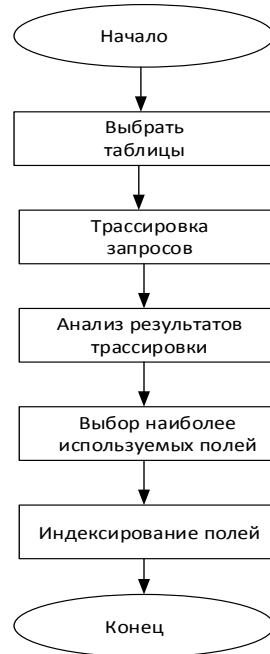 Начало
Выбрать
таблицы
Трассировка
запросов
Анализ результатов
трассировки
Выбор наиболее
используемых полей
Индексирование полей
Конец